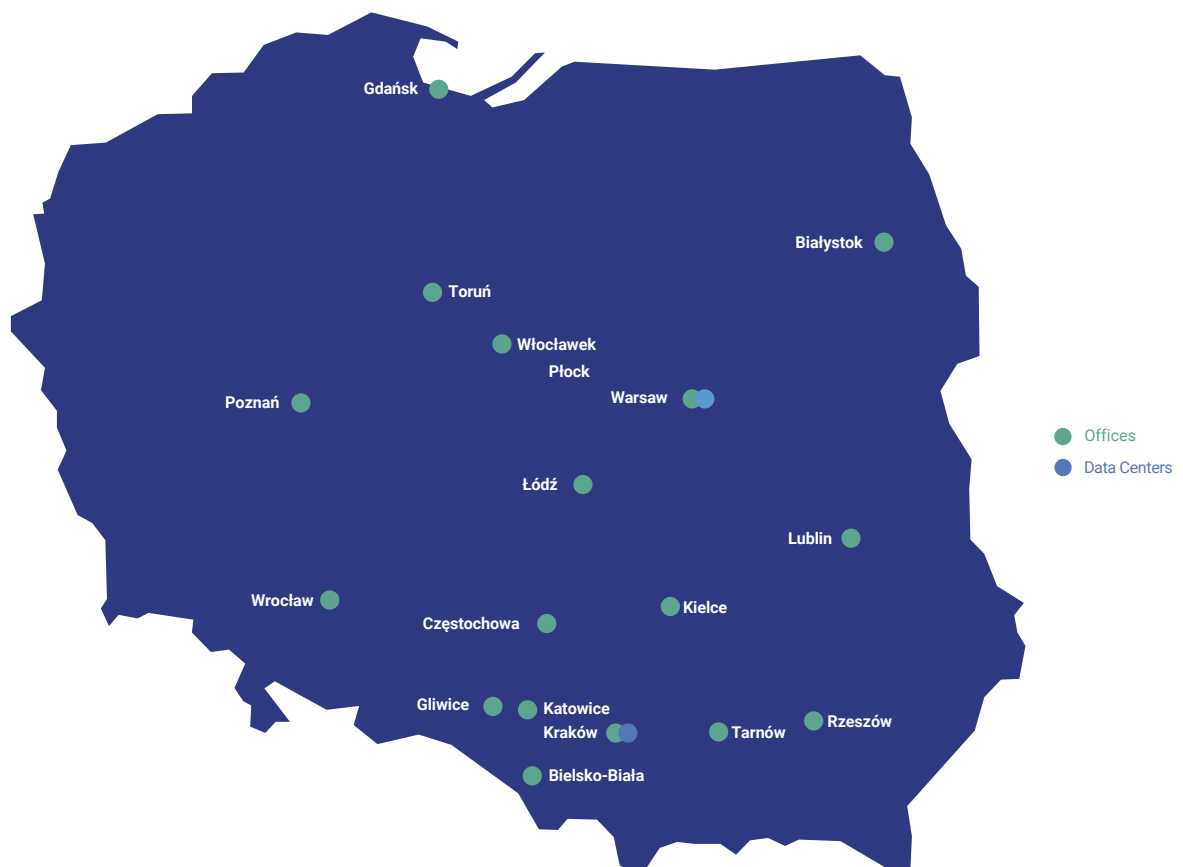 Gdańsk
Białystok
Toruń
Włocławek
Płock
Warsaw
Poznań
Offices
Data Centers
Łódź
Lublin
Wrocław
Kielce
Częstochowa
Gliwice
Katowice
Rzeszów
Kraków
Tarnów
Bielsko-Biała